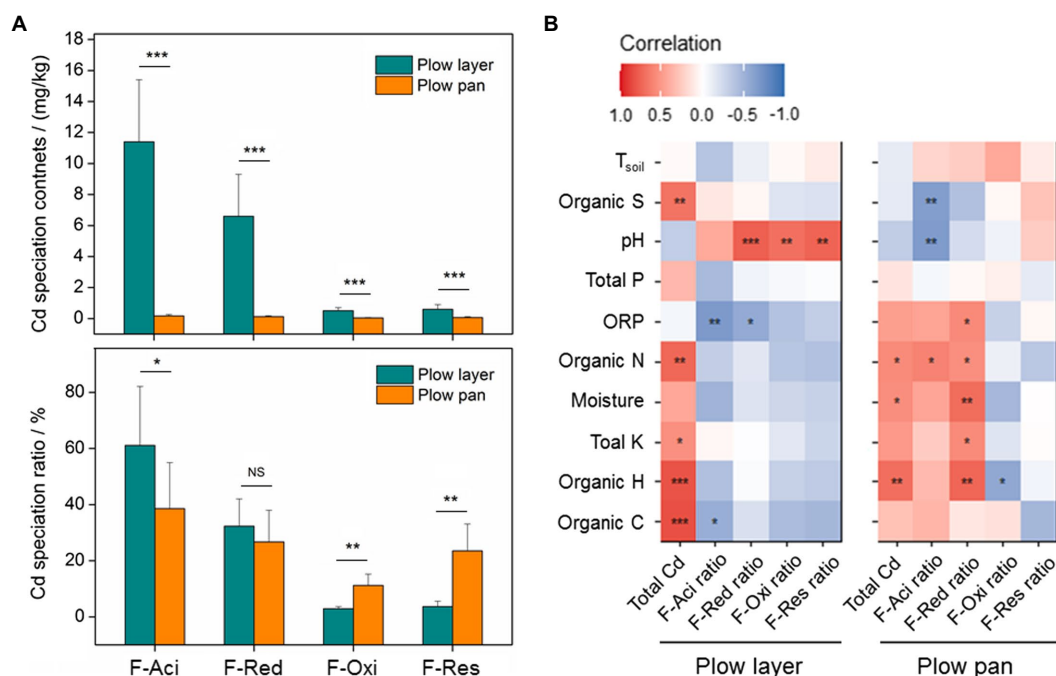 A
Cd speciation contnets / (mg/kg)
18
16
14
12
10
8
6
4
2
0
***
***
***
***
Plow layer
Plow pan
Cd speciation ratio / %
80
60
40
20
0
*
NS
**
**
Plow layer
Plow pan
F-Aci
F-Red
F-Oxi
F-Res
B
Correlation
1.0 0.5 0.0 -0.5 -1.0
Tsoil
Organic S ** **
pH *** ** ** **
Total P
ORP ** * *
Organic N ** * * *
Moisture * **
Toal K * *
Organic H *** ** ** *
Organic C *** *
Total Cd
F-Aci ratio
F-Red ratio
F-Oxi ratio
F-Res ratio
Total Cd
F-Aci ratio
F-Red ratio
F-Oxi ratio
F-Res ratio
Plow layer
Plow pan